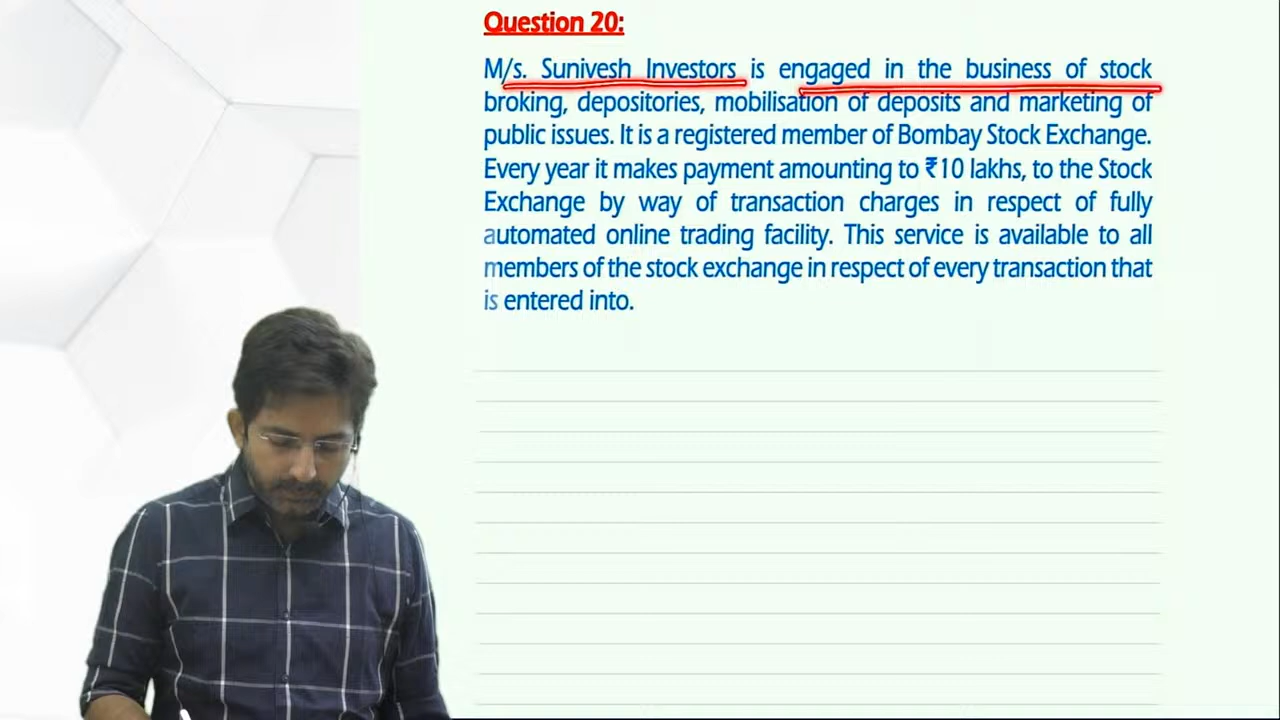 Question 20:
M/s. Sunivesh Investors is engaged in the business of stock
broking, depositories, mobilisation of deposits and marketing of
public issues. It is a registered member of Bombay Stock Exchange.
Every year it makes payment amounting to ₹10 lakhs, to the Stock
Exchange by way of transaction charges in respect of fully
automated online trading facility. This service is available to all
members of the stock exchange in respect of every transaction that
is entered into.